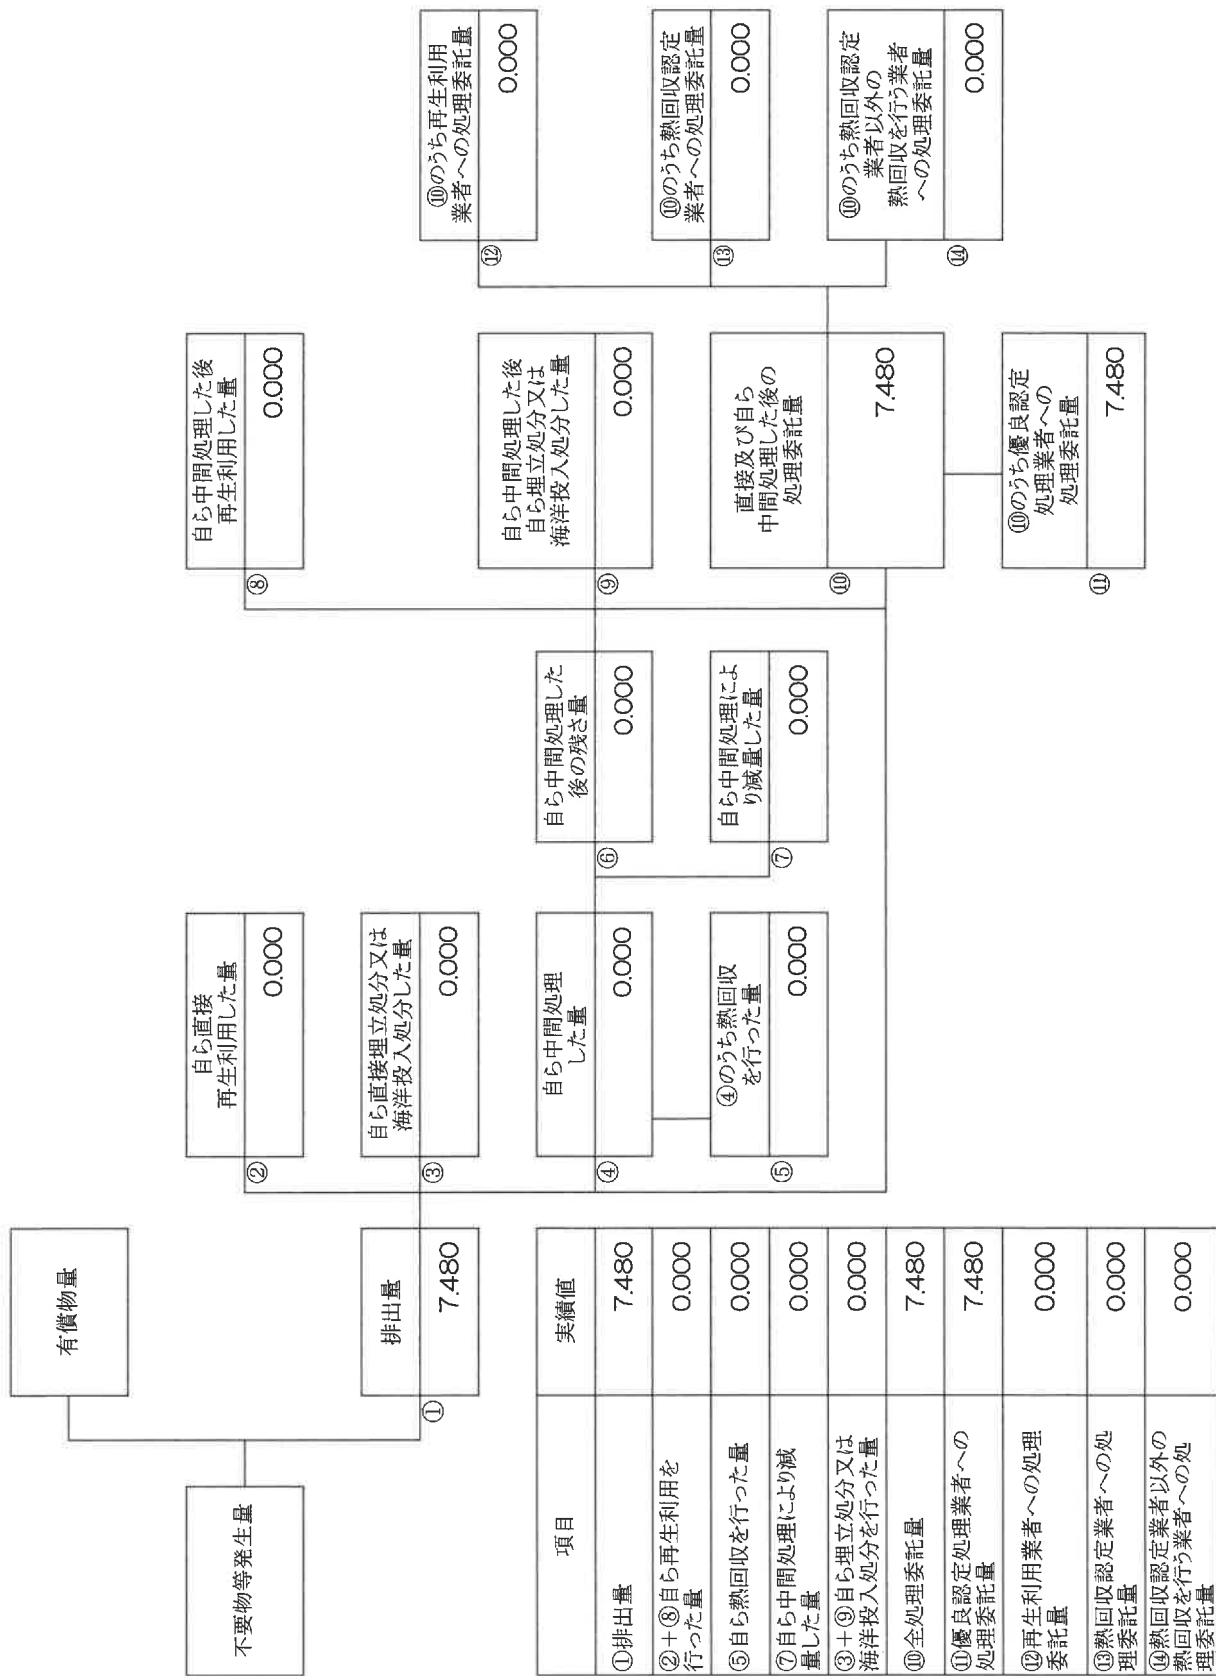 有償物量
不要物等発生量
排出量
①
7.480
自ら直接
再生利用した量
②
0.000
自ら直接埋立処分又は
海洋投入処分した量
③
0.000
自ら中間処理
した量
④
0.000
④のうち熱回収
を行った量
⑤
0.000
自ら中間処理した
後の残さ量
⑥
0.000
自ら中間処理によ
り減量した量
⑦
0.000
自ら中間処理した後
再生利用した量
⑧
0.000
自ら中間処理した後
自ら埋立処分又は
海洋投入処分した量
⑨
0.000
直接及び自ら
中間処理した後の
処理委託量
⑩
7.480
⑩のうち優良認定
処理業者への
処理委託量
⑪
7.480
⑩のうち再生利用
業者への処理委託量
⑫
0.000
⑩のうち熱回収認定
業者への処理委託量
⑬
0.000
⑩のうち熱回収認定
業者以外の
熱回収を行う業者
への処理委託量
⑭
0.000
項目 実績値
①排出量 7.480
②+⑧自ら再生利用を
行った量 0.000
⑤自ら熱回収を行った量 0.000
⑦自ら中間処理により減
量した量 0.000
③+⑨自ら埋立処分又は
海洋投入処分を行った量 0.000
⑩全処理委託量 7.480
⑪優良認定処理業者への
処理委託量 7.480
⑫再生利用業者への処理
委託量 0.000
⑬熱回収認定業者への処
理委託量 0.000
⑭熱回収認定業者以外の
熱回収を行う業者への処
理委託量 0.000